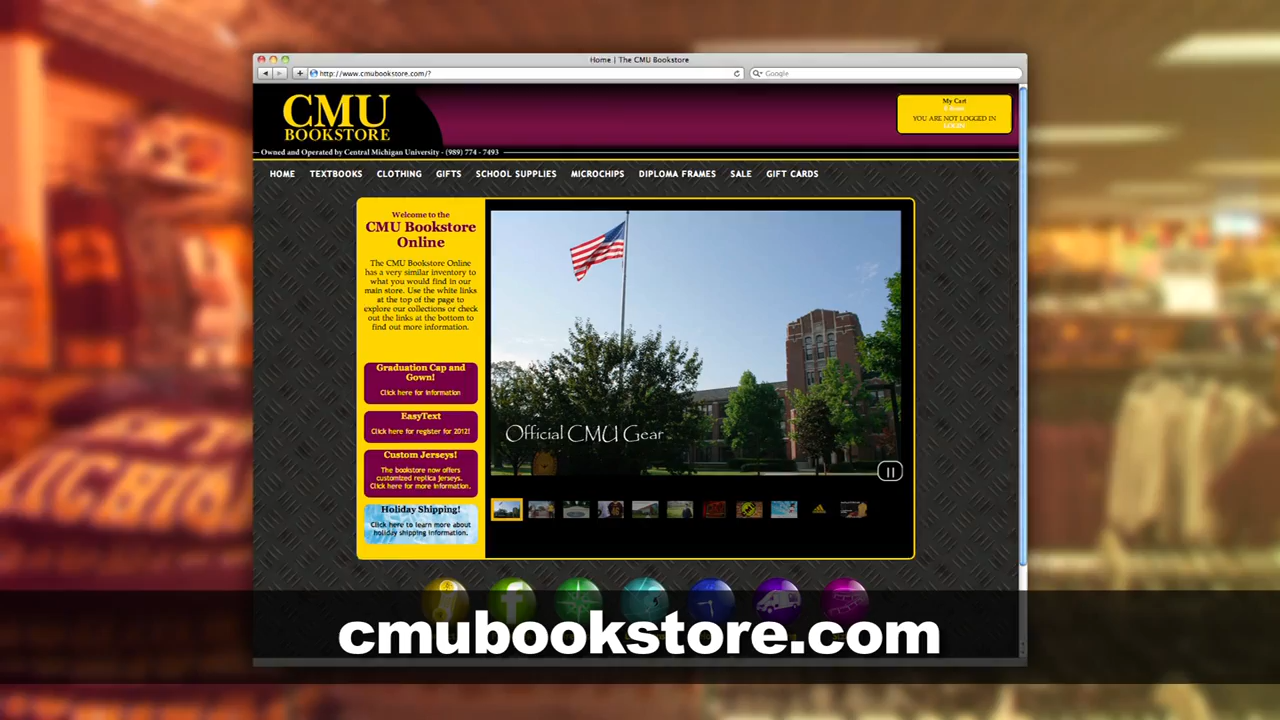 Home | The CMU Bookstore
http://www.cmubookstore.com/?
Google
CMU
BOOKSTORE
My Cart
YOU ARE NOT LOGGED IN
LOGIN
Owned and Operated by Central Michigan University - (989) 774 - 7493
HOME TEXTBOOKS CLOTHING GIFTS SCHOOL SUPPLIES MICROCHIPS DIPLOMA FRAMES SALE GIFT CARDS
Welcome to the
CMU Bookstore
Online
The CMU Bookstore Online
has a very similar inventory to
what you would find in our
main store. Use the white links
at the top of the page to
explore our collections or check
out the links at the bottom to
find out more information.
Graduation Cap and
Gown!
Click here for information
EasyText
Click here for register for 2012!
Custom Jerseys!
The bookstore now offers
customized replica jerseys.
Click here for more information.
Holiday Shipping!
Click here to learn more about
holiday shipping information.
Official CMU Gear
cmubookstore.com